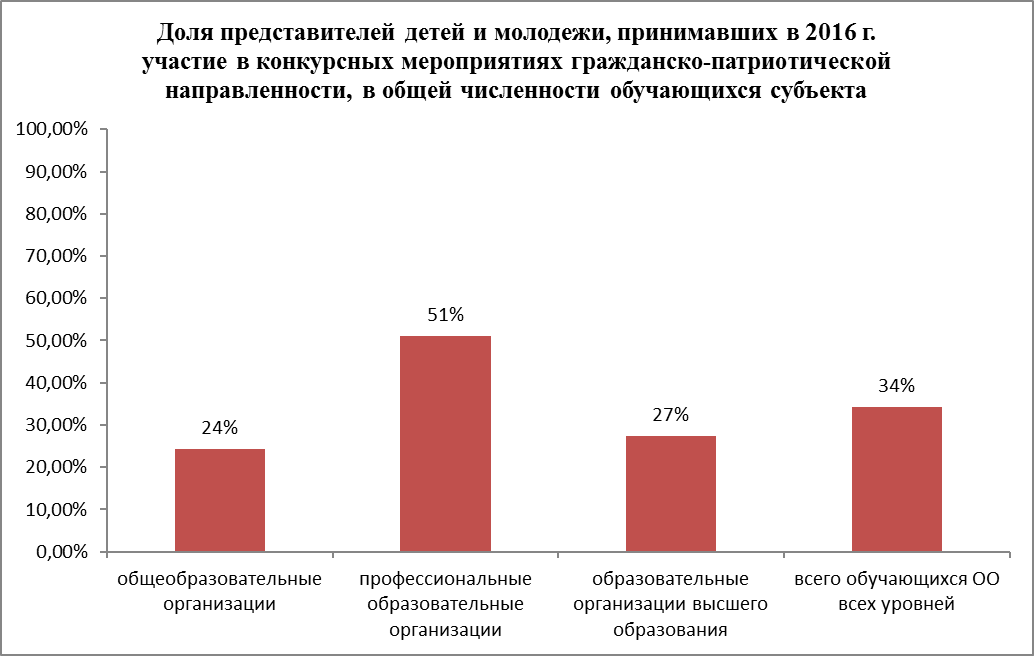 Доля представителей детей и молодежи, принимавших в 2016 г.
участие в конкурсных мероприятиях гражданско-патриотической
направленности, в общей численности обучающихся субъекта
100,00%
90,00%
80,00%
70,00%
60,00%
50,00%
40,00%
30,00%
20,00%
10,00%
0,00%
24%
51%
27%
34%
общеобразовательные
организации
профессиональные
образовательные
организации
образовательные
организации высшего
образования
всего обучающихся ОО
всех уровней